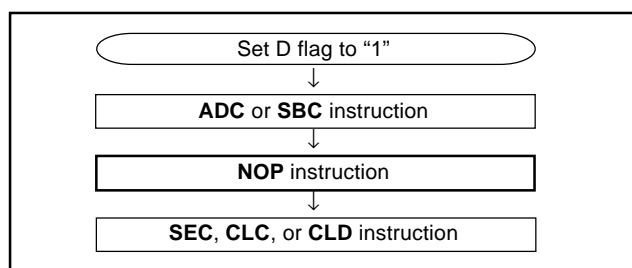 Set D flag to “1”
ADC or SBC instruction
NOP instruction
SEC, CLC, or CLD instruction